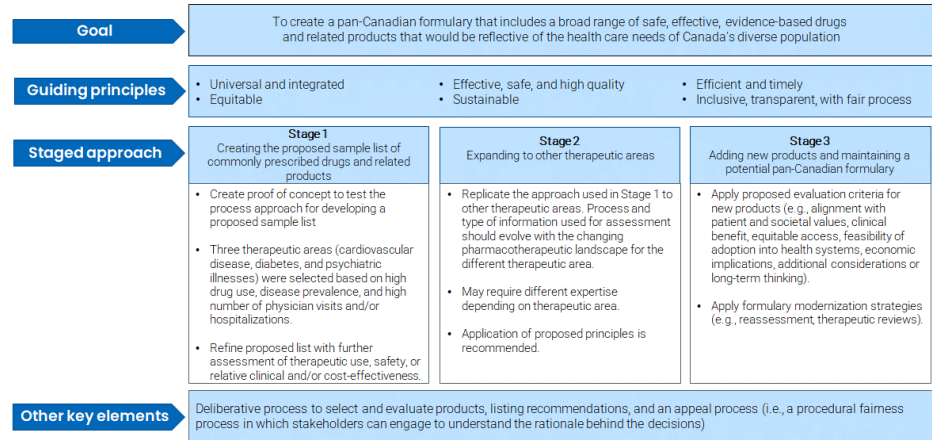 Goal
To create a pan-Canadian formulary that includes a broad range of safe, effective, evidence-based drugs
and related products that would be reflective of the health care needs of Canada's diverse population
Guiding principles
• Universal and integrated
• Equitable
• Effective, safe, and high quality
• Sustainable
• Efficient and timely
• Inclusive, transparent, with fair process
Staged approach
Stage 1
Creating the proposed sample list of
commonly prescribed drugs and related
products
• Create proof of concept to test the
process approach for developing a
proposed sample list
• Three therapeutic areas (cardiovascular
disease, diabetes, and psychiatric
illnesses) were selected based on high
drug use, disease prevalence, and high
number of physician visits and/or
hospitalizations.
• Refine proposed list with further
assessment of therapeutic use, safety, or
relative clinical and/or cost-effectiveness.
Stage 2
Expanding to other therapeutic areas
• Replicate the approach used in Stage 1 to
other therapeutic areas. Process and
type of information used for assessment
should evolve with the changing
pharmacotherapeutic landscape for the
different therapeutic area.
• May require different expertise
depending on therapeutic area.
• Application of proposed principles is
recommended.
Stage 3
Adding new products and maintaining a
potential pan-Canadian formulary
• Apply proposed evaluation criteria for
new products (e.g., alignment with
patient and societal values, clinical
benefit, equitable access, feasibility of
adoption into health systems, economic
implications, additional considerations or
long-term thinking).
• Apply formulary modernization strategies
(e.g., reassessment, therapeutic reviews).
Other key elements
Deliberative process to select and evaluate products, listing recommendations, and an appeal process (i.e., a procedural fairness
process in which stakeholders can engage to understand the rationale behind the decisions)